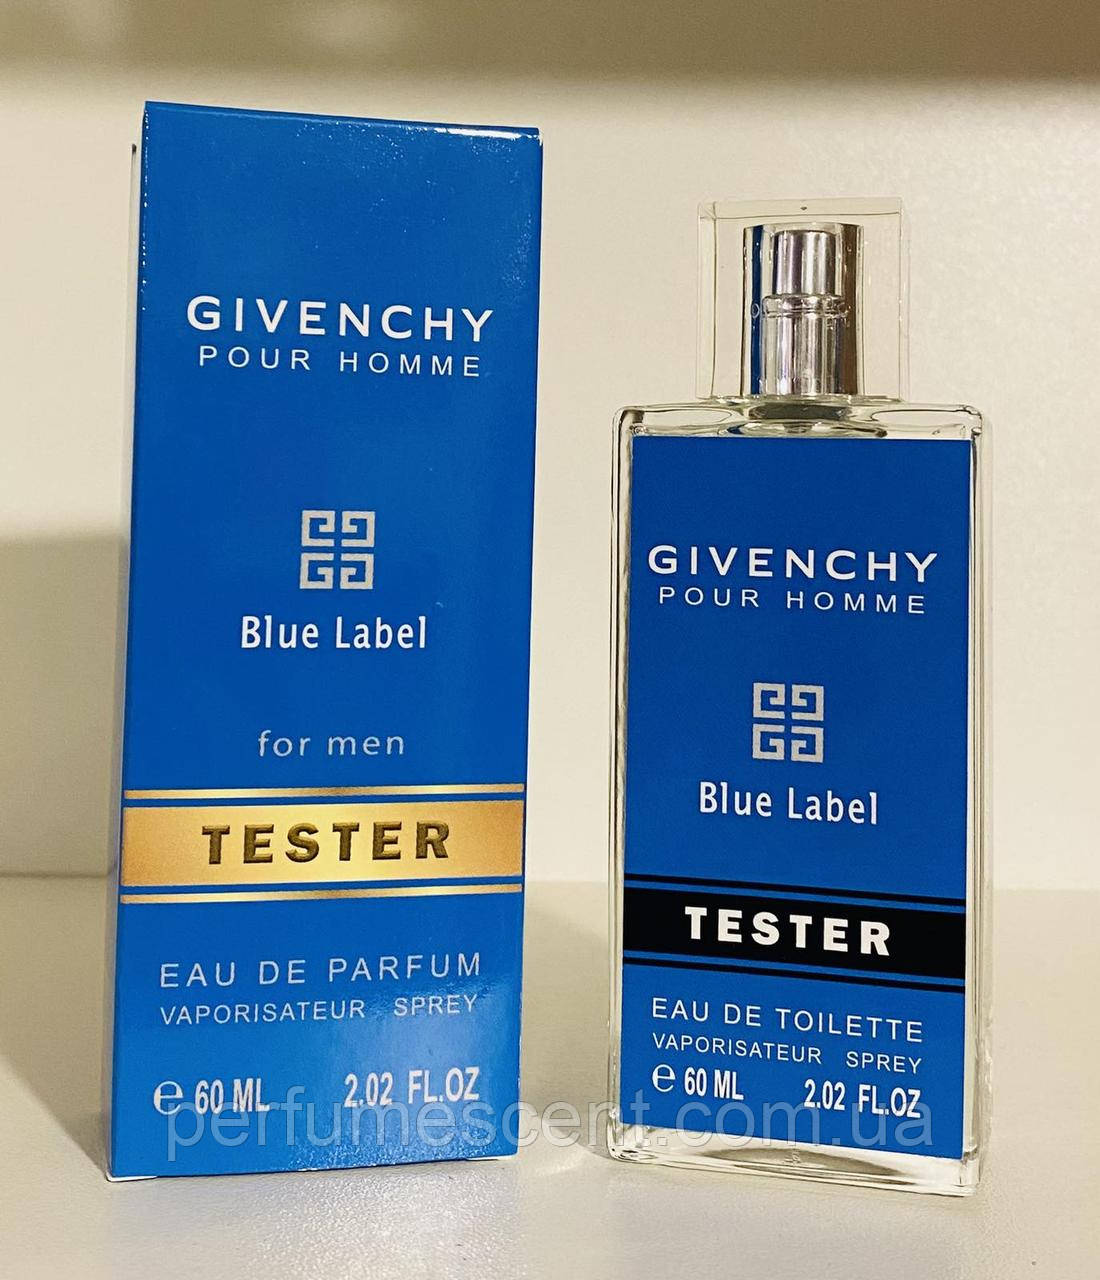 GIVENCHY
POUR HOMME
Blue Label
for men
TESTER
EAU DE PARFUM
VAPORISATEUR SPREY
e 60 ML 2.02 FL.OZ
GIVENCHY
POUR HOMME
Blue Label
TESTER
EAU DE TOILETTE
VAPORISATEUR SPREY
e 60 ML 2.02 FL.OZ
perfumescent.com.ua